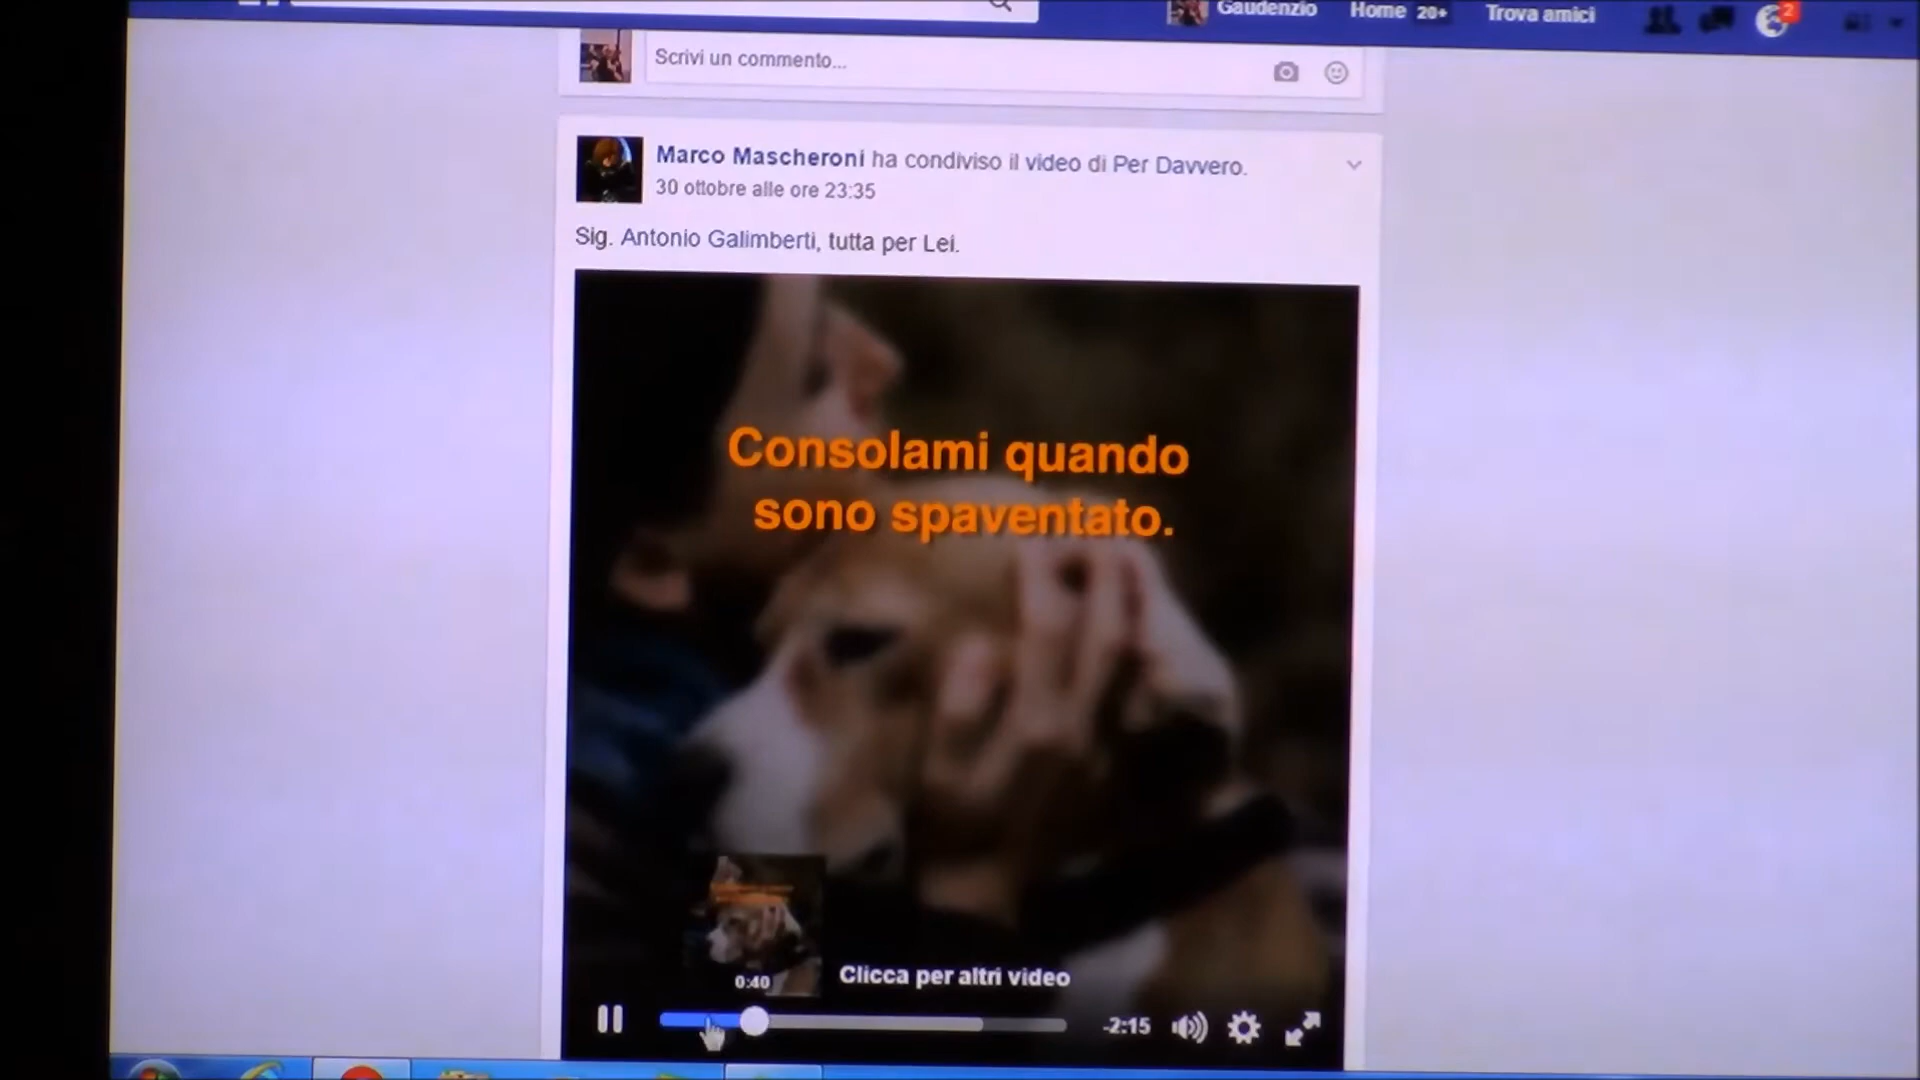 Gaudenzio Home 20+ Trova amici 2
Scrivi un commento...
Marco Mascheroni ha condiviso il video di Per Davvero.
30 ottobre alle ore 23:35
Sig. Antonio Galimberti, tutta per Lei.
Consolami quando
sono spaventato.
0:40
Clicca per altri video
-2:15